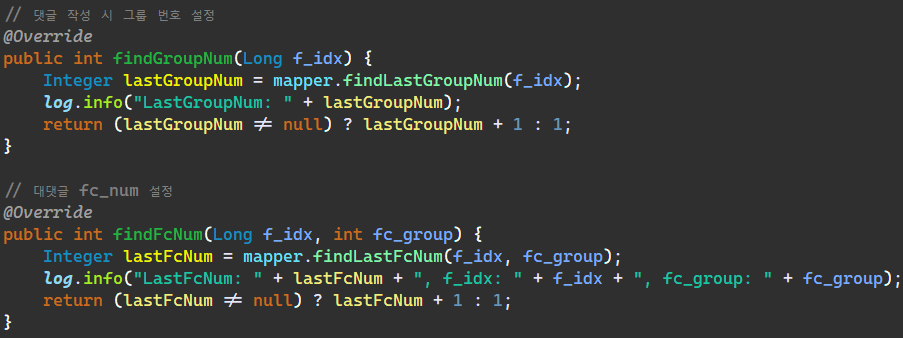 // 댓글 작성 시 그룹 번호 설정
@Override
public int findGroupNum(Long f_idx) {
    Integer lastGroupNum = mapper.findLastGroupNum(f_idx);
    log.info("LastGroupNum: " + lastGroupNum);
    return (lastGroupNum != null) ? lastGroupNum + 1 : 1;
}

// 대댓글 fc_num 설정
@Override
public int findFcNum(Long f_idx, int fc_group) {
    Integer lastFcNum = mapper.findLastFcNum(f_idx, fc_group);
    log.info("LastFcNum: " + lastFcNum + ", f_idx: " + f_idx + ", fc_group: " + fc_group);
    return (lastFcNum != null) ? lastFcNum + 1 : 1;
}